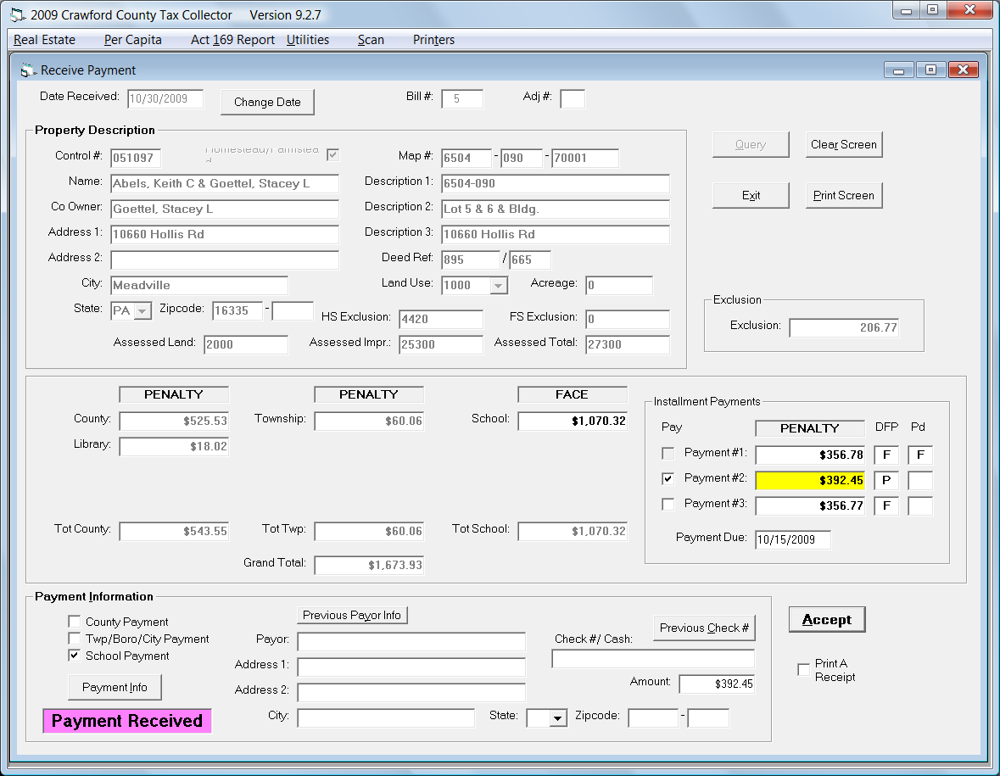 2009 Crawford County Tax Collector Version 9.2.7
Real Estate Per Capita Act 169 Report Utilities Scan Printers
Receive Payment
Date Received: 10/30/2009 Change Date Bill #: 5 Adj #:
Property Description
Control #: 051097 Homestead/Farmstead Map #: 6504 - 090 - 70001
Query Clear Screen
Name: Abels, Keith C & Goettel, Stacey L Description 1: 6504-090
Co Owner: Goettel, Stacey L Description 2: Lot 5 & 6 & Bldg.
Exit Print Screen
Address 1: 10660 Hollis Rd Description 3: 10660 Hollis Rd
Address 2: Deed Ref: 895 / 665
City: Meadville Land Use: 1000 Acreage: 0
State: PA Zipcode: 16335 - HS Exclusion: 4420 FS Exclusion: 0
Assessed Land: 2000 Assessed Impr.: 25300 Assessed Total: 27300
Exclusion
Exclusion: 206.77
PENALTY PENALTY FACE
County: $525.53 Township: $60.06 School: $1,070.32
Library: $18.02
Tot County: $543.55 Tot Twp: $60.06 Tot School: $1,070.32
Grand Total: $1,673.93
Installment Payments
Pay PENALTY DFP Pd
Payment #1: $356.78 F F
Payment #2: $392.45 P
Payment #3: $356.77 F
Payment Due: 10/15/2009
Payment Information
County Payment
Twp/Boro/City Payment
School Payment
Payment Info
Payment Received
Previous Payor Info
Payor:
Address 1:
Address 2:
City: State: Zipcode: -
Check #/ Cash: Previous Check #
Amount: $392.45
Accept
Print A
Receipt